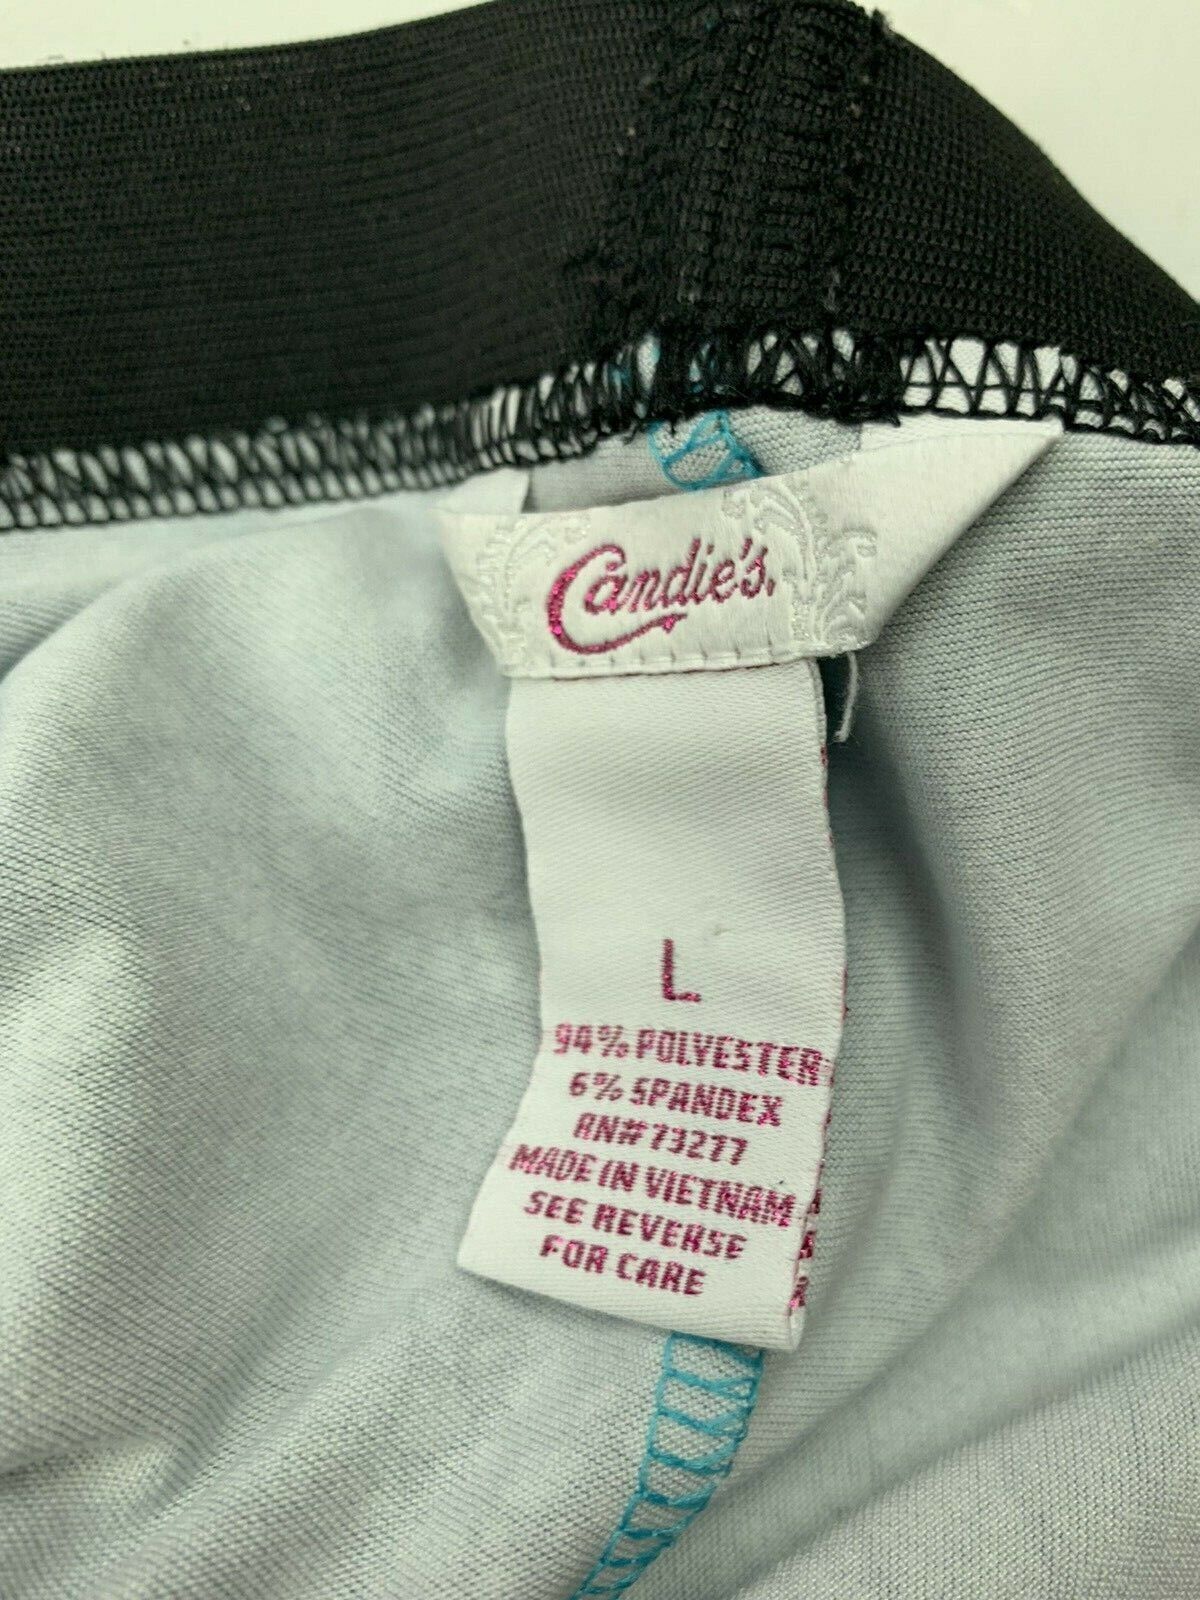 Candie's.
L
94% POLYESTER
6% SPANDEX
RN# 73277
MADE IN VIETNAM
SEE REVERSE
FOR CARE